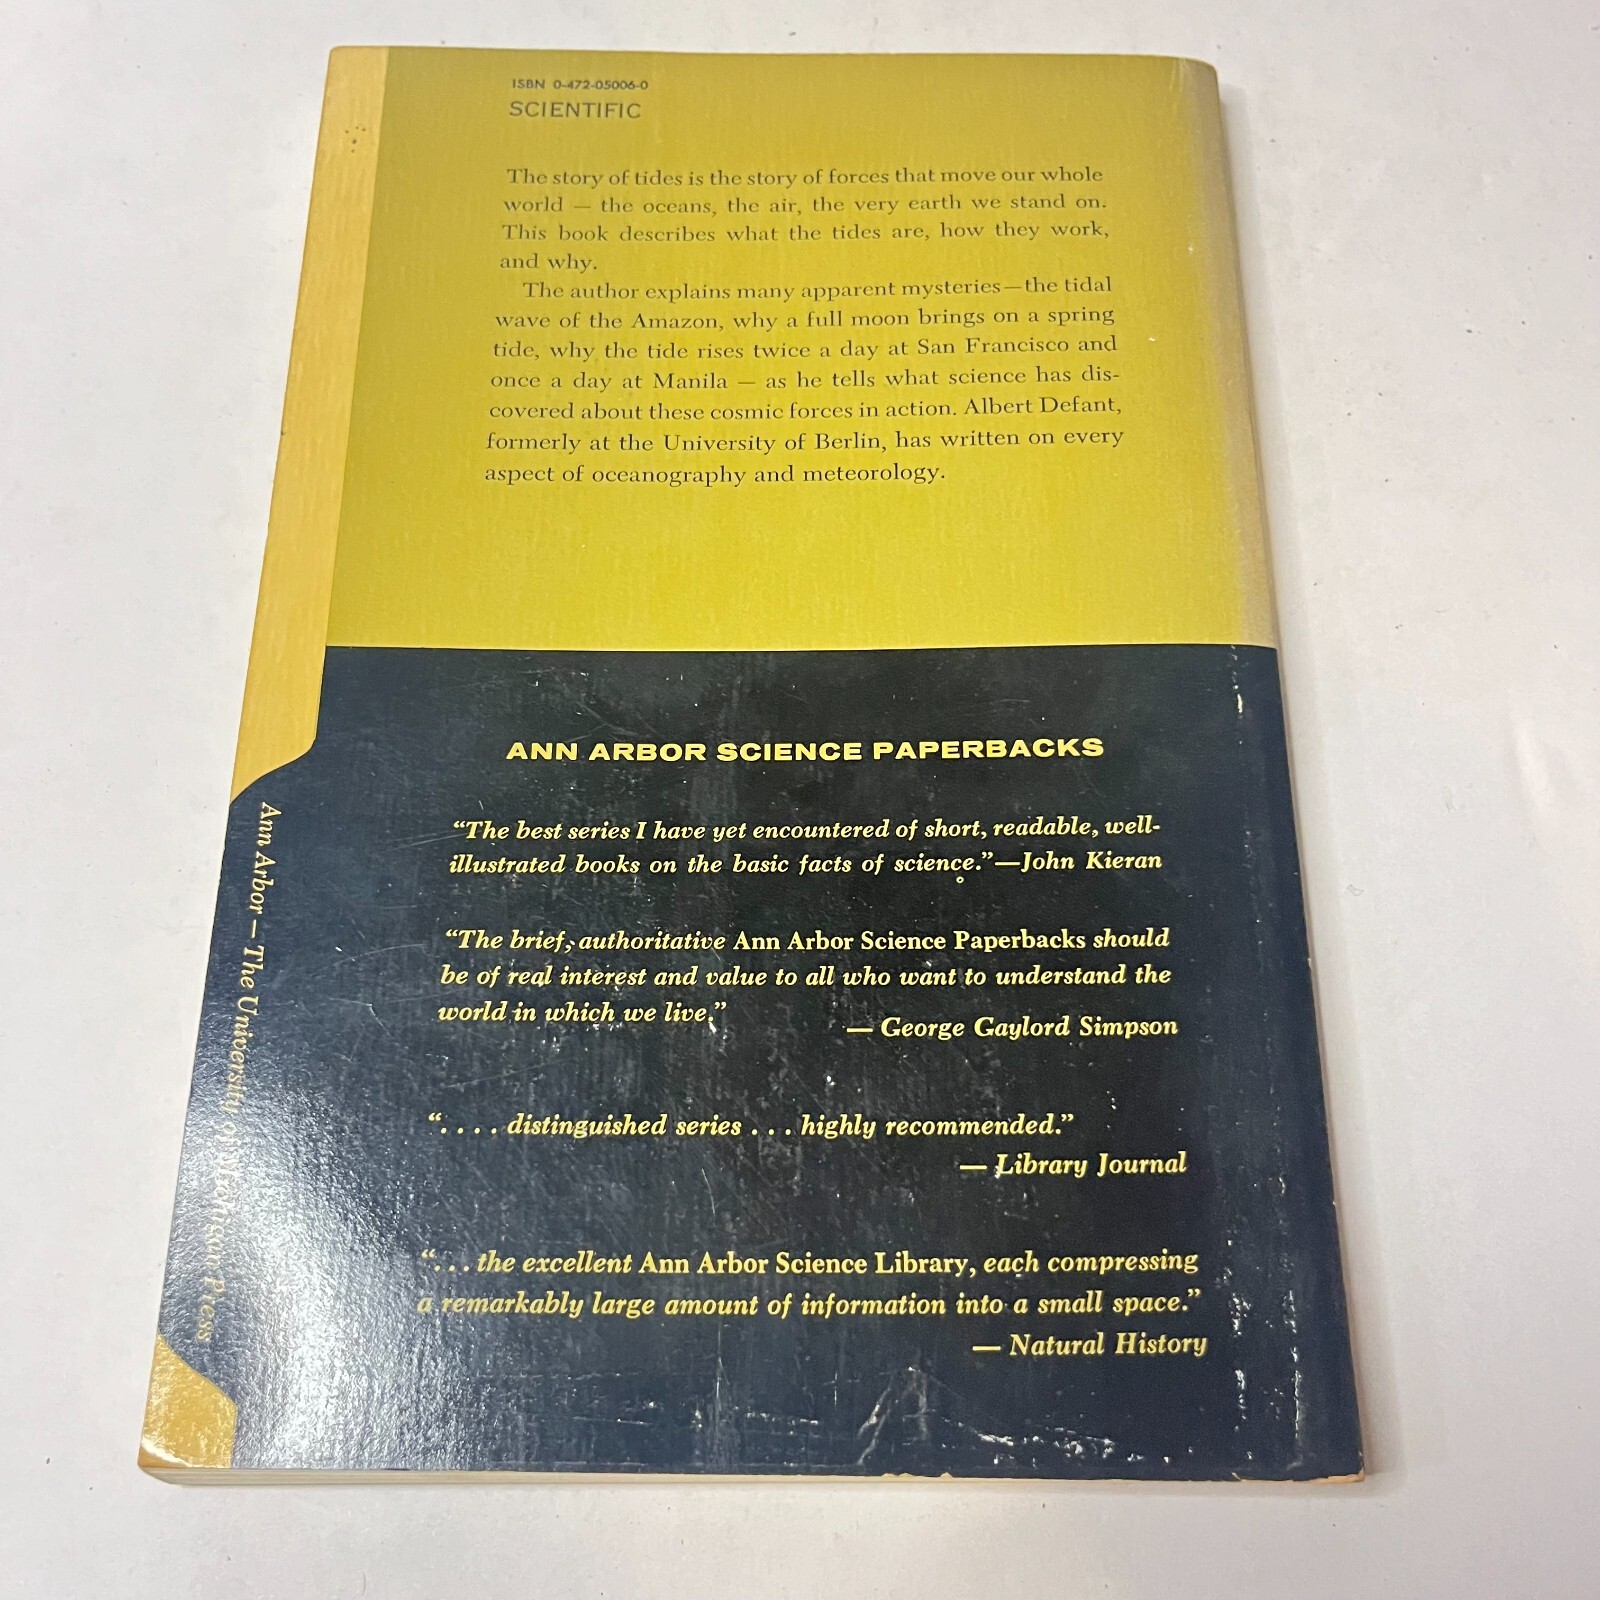 ISBN 0-472-05006-0
SCIENTIFIC
The story of tides is the story of forces that move our whole
world — the oceans, the air, the very earth we stand on.
This book describes what the tides are, how they work,
and why.
The author explains many apparent mysteries—the tidal
wave of the Amazon, why a full moon brings on a spring
tide, why the tide rises twice a day at San Francisco and
once a day at Manila — as he tells what science has dis-
covered about these cosmic forces in action. Albert Defant,
formerly at the University of Berlin, has written on every
aspect of oceanography and meteorology.
ANN ARBOR SCIENCE PAPERBACKS
“The best series I have yet encountered of short, readable, well-
illustrated books on the basic facts of science.”—John Kieran
“The brief, authoritative Ann Arbor Science Paperbacks should
be of real interest and value to all who want to understand the
world in which we live.”
— George Gaylord Simpson
“. . . . distinguished series . . . highly recommended.”
— Library Journal
“. . . the excellent Ann Arbor Science Library, each compressing
a remarkably large amount of information into a small space.”
— Natural History
Ann Arbor — The University of Michigan Press